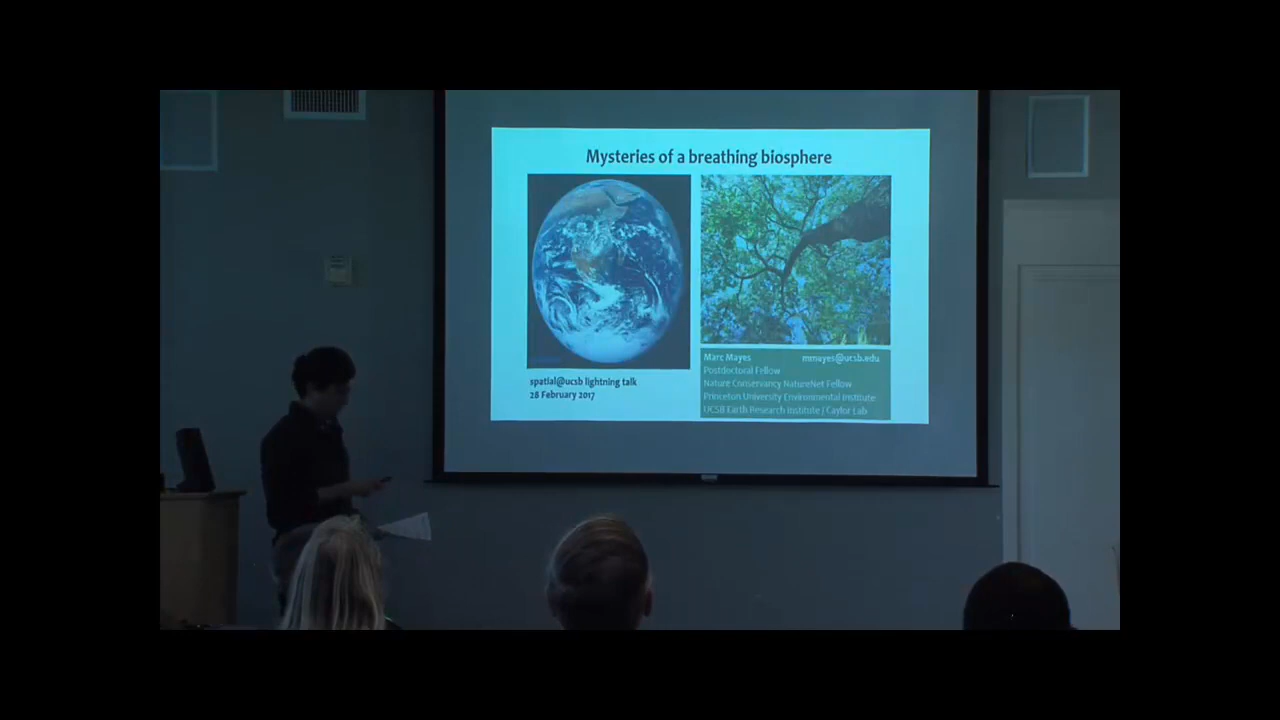 Mysteries of a breathing biosphere
spatial@ucsb lightning talk
28 February 2017
Marc Mayes mmayes@ucsb.edu
Postdoctoral Fellow
Nature Conservancy NatureNet Fellow
Princeton University Environmental Institute
UCSB Earth Research Institute / Caylor Lab